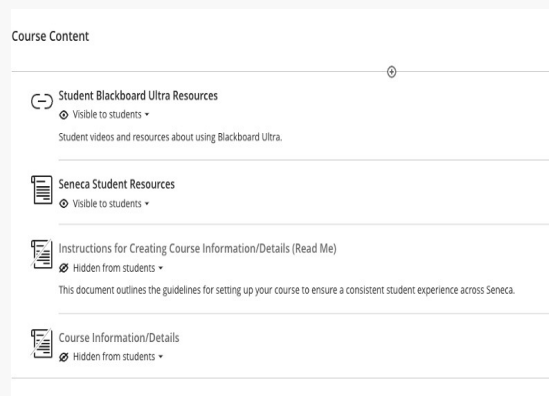 Course Content
Student Blackboard Ultra Resources
Visible to students
Student videos and resources about using Blackboard Ultra.
Seneca Student Resources
Visible to students
Instructions for Creating Course Information/Details (Read Me)
Hidden from students
This document outlines the guidelines for setting up your course to ensure a consistent student experience across Seneca.
Course Information/Details
Hidden from students